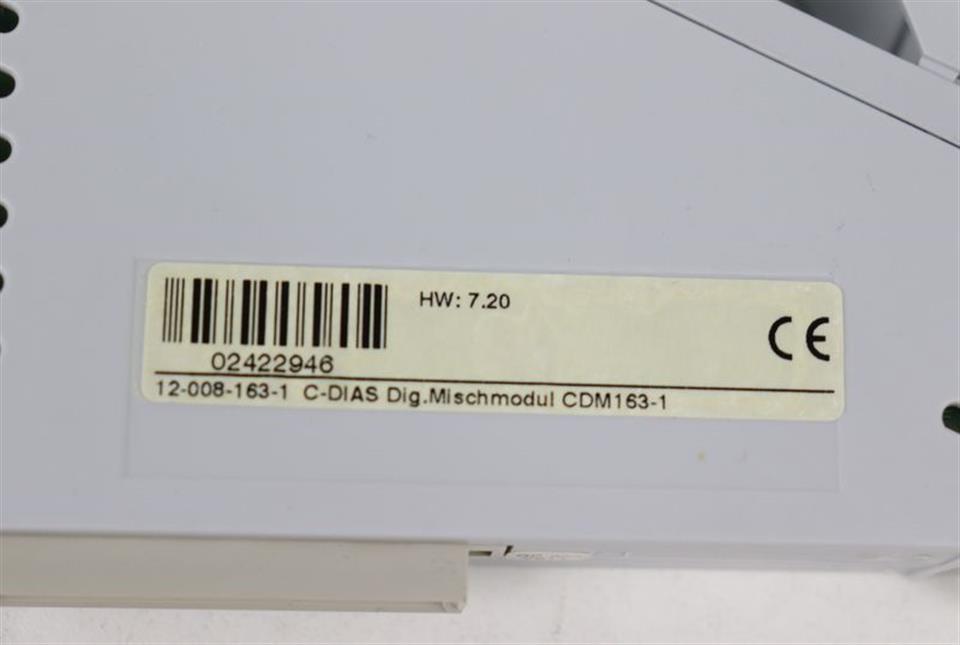 HW: 7.20
CE
02422946
12-008-163-1 C-DIAS Dig.Mischmodul CDM163-1